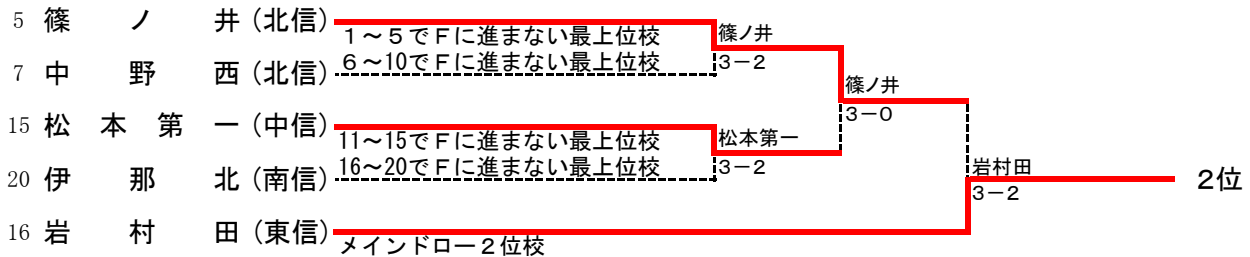 5 篠ノ井(北信)
1～5でFに進まない最上位校
篠ノ井
3－2
7 中野西(北信)
6～10でFに進まない最上位校
篠ノ井
3－0
15 松本第一(中信)
11～15でFに進まない最上位校
松本第一
3－2
20 伊那北(南信)
16～20でFに進まない最上位校
岩村田
3－2
2位
16 岩村田(東信)
メインドロー2位校